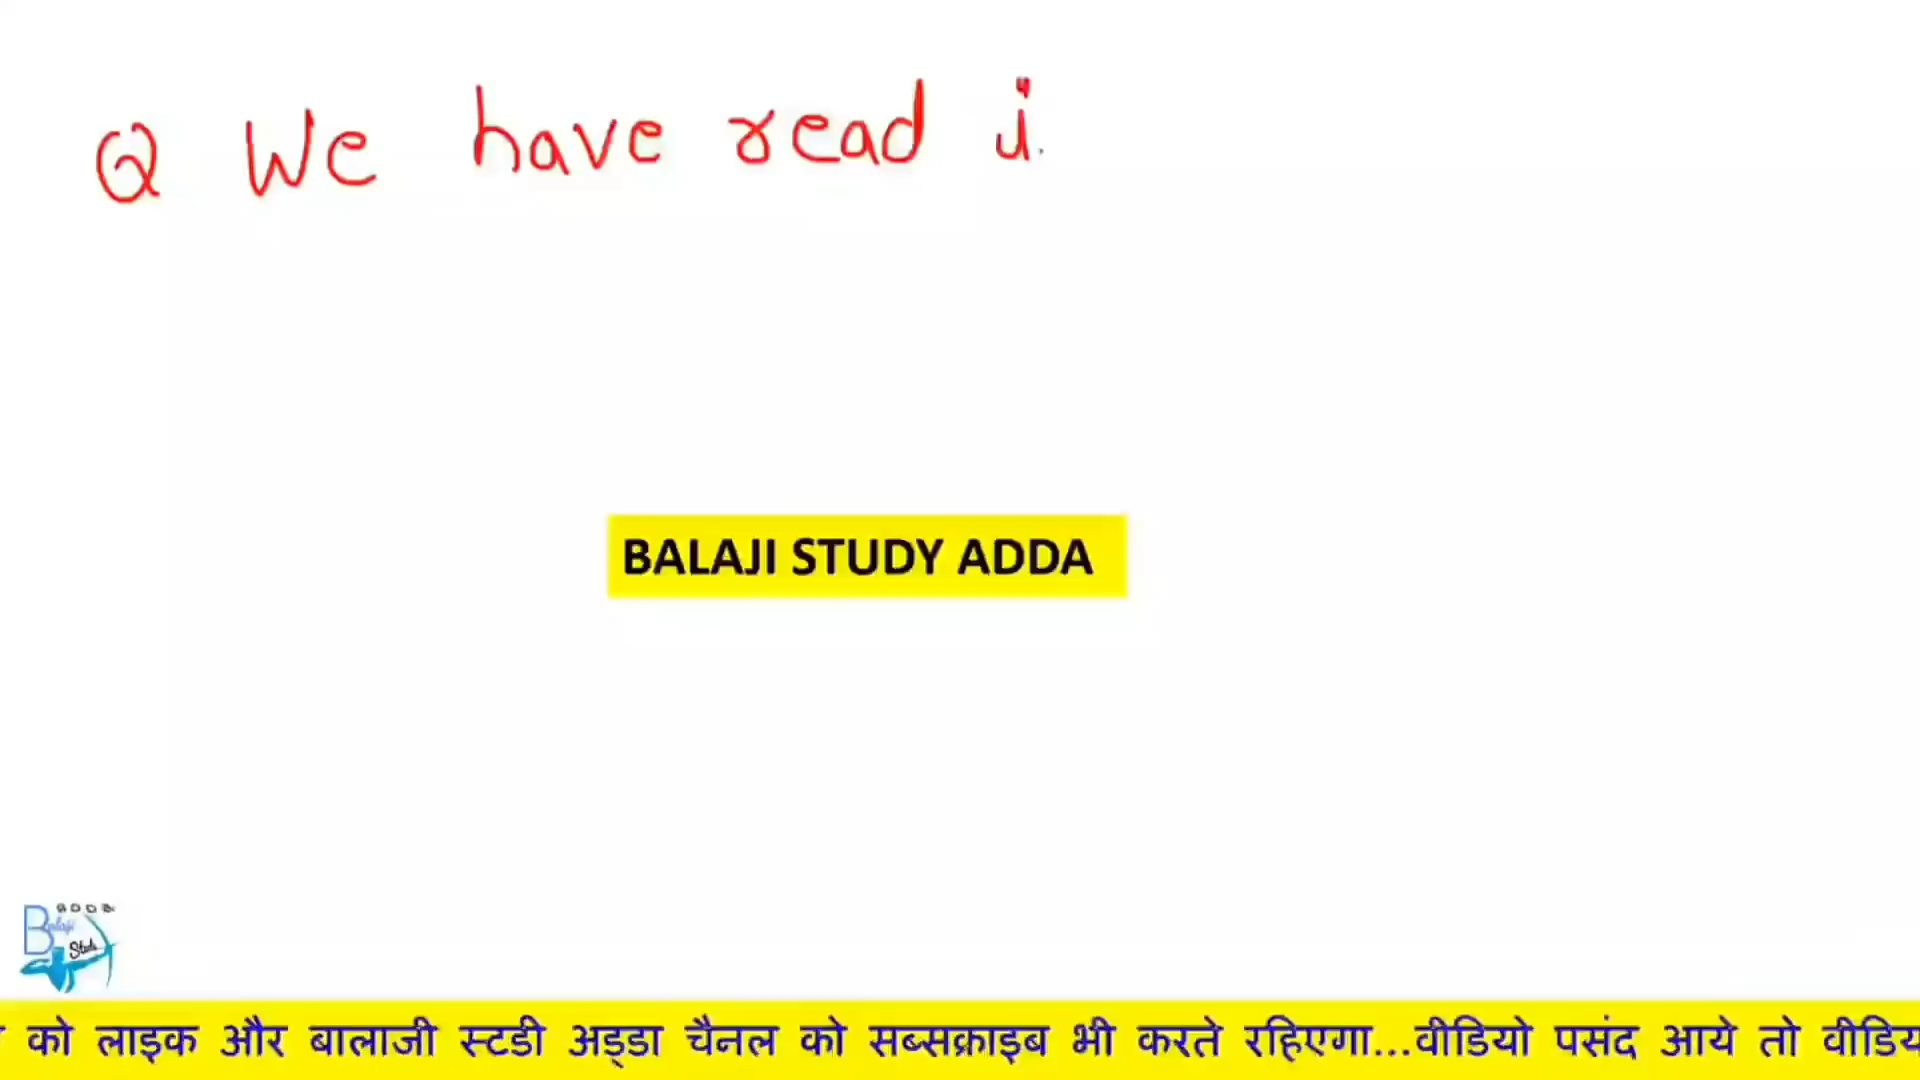 Q We have read i
BALAJI STUDY ADDA
को लाइक और बालाजी स्टडी अड्डा चैनल को सब्सक्राइब भी करते रहिएगा...वीडियो पसंद आये तो